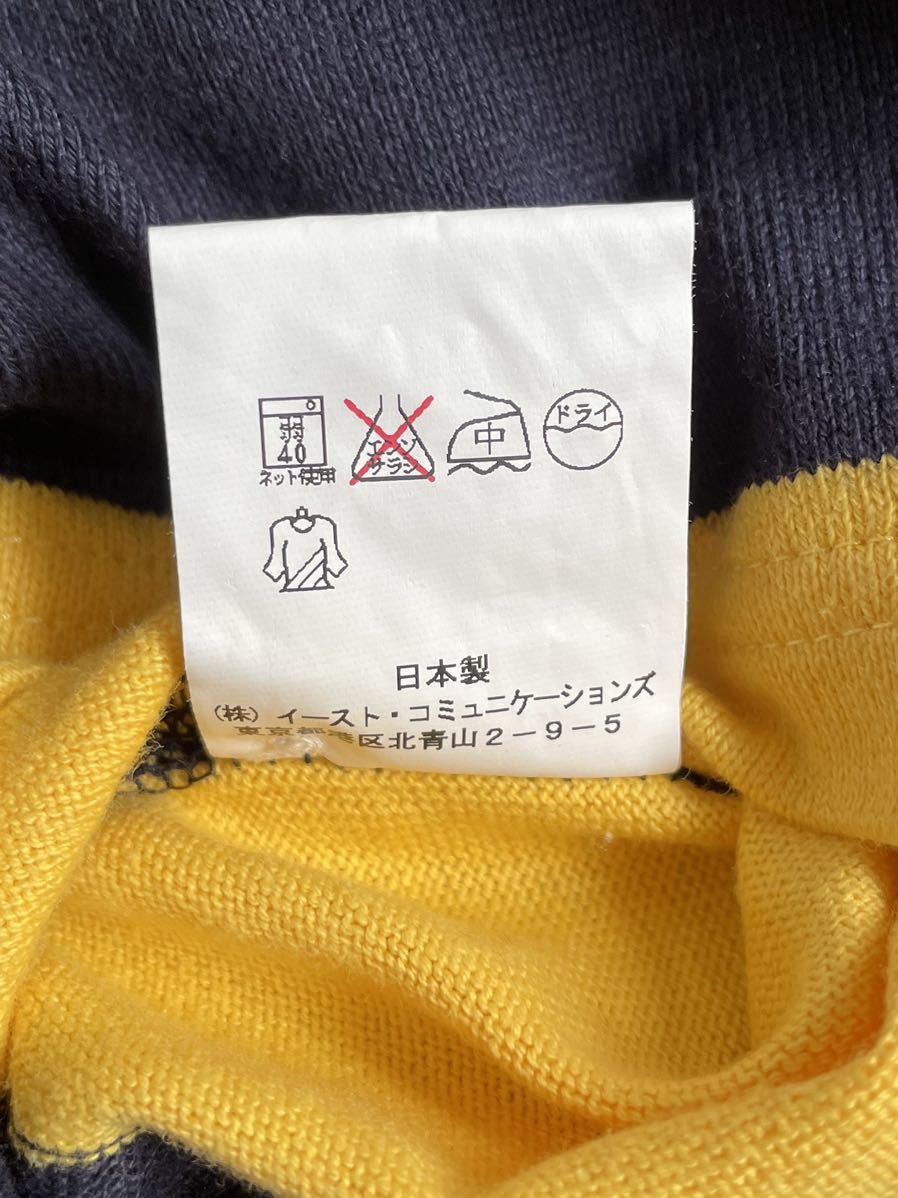 弱
40
ネット使用
エンソ
サラシ
中
ドライ
日本製
(株)イースト・コミュニケーションズ
東京都港区北青山2-9-5